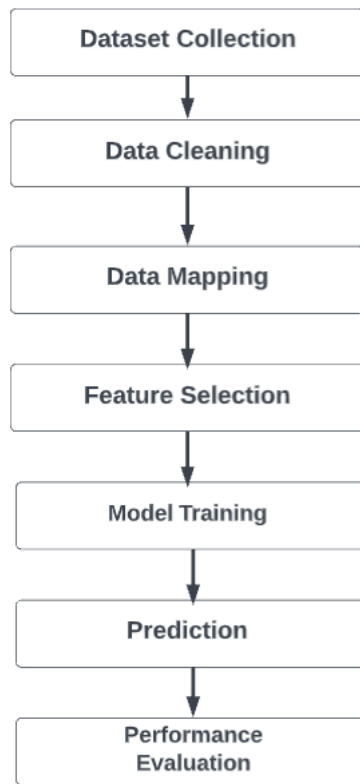 Dataset Collection
Data Cleaning
Data Mapping
Feature Selection
Model Training
Prediction
Performance
Evaluation